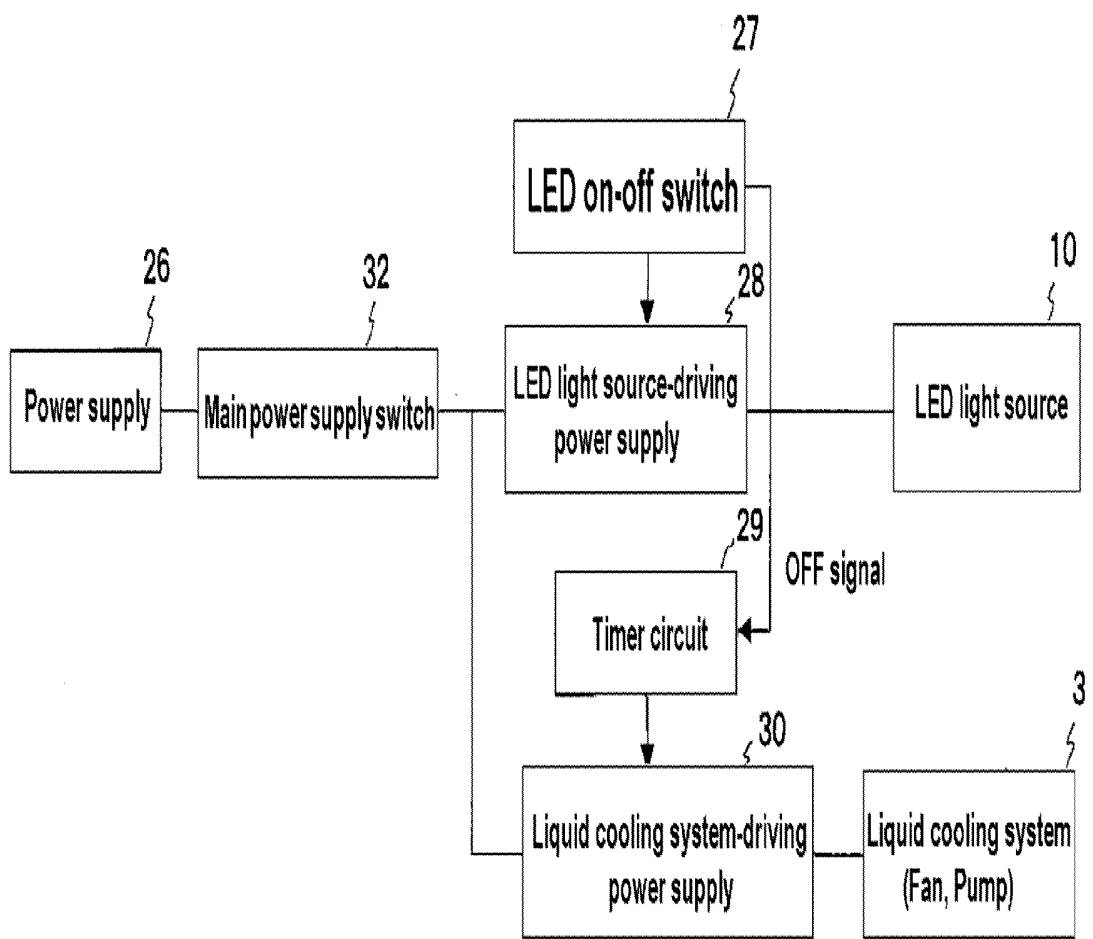 27
LED on-off switch
26
32
28
10
Power supply
Main power supply switch
LED light source-driving
power supply
LED light source
29
OFF signal
Timer circuit
30
3
Liquid cooling system-driving
power supply
Liquid cooling system
(Fan, Pump)